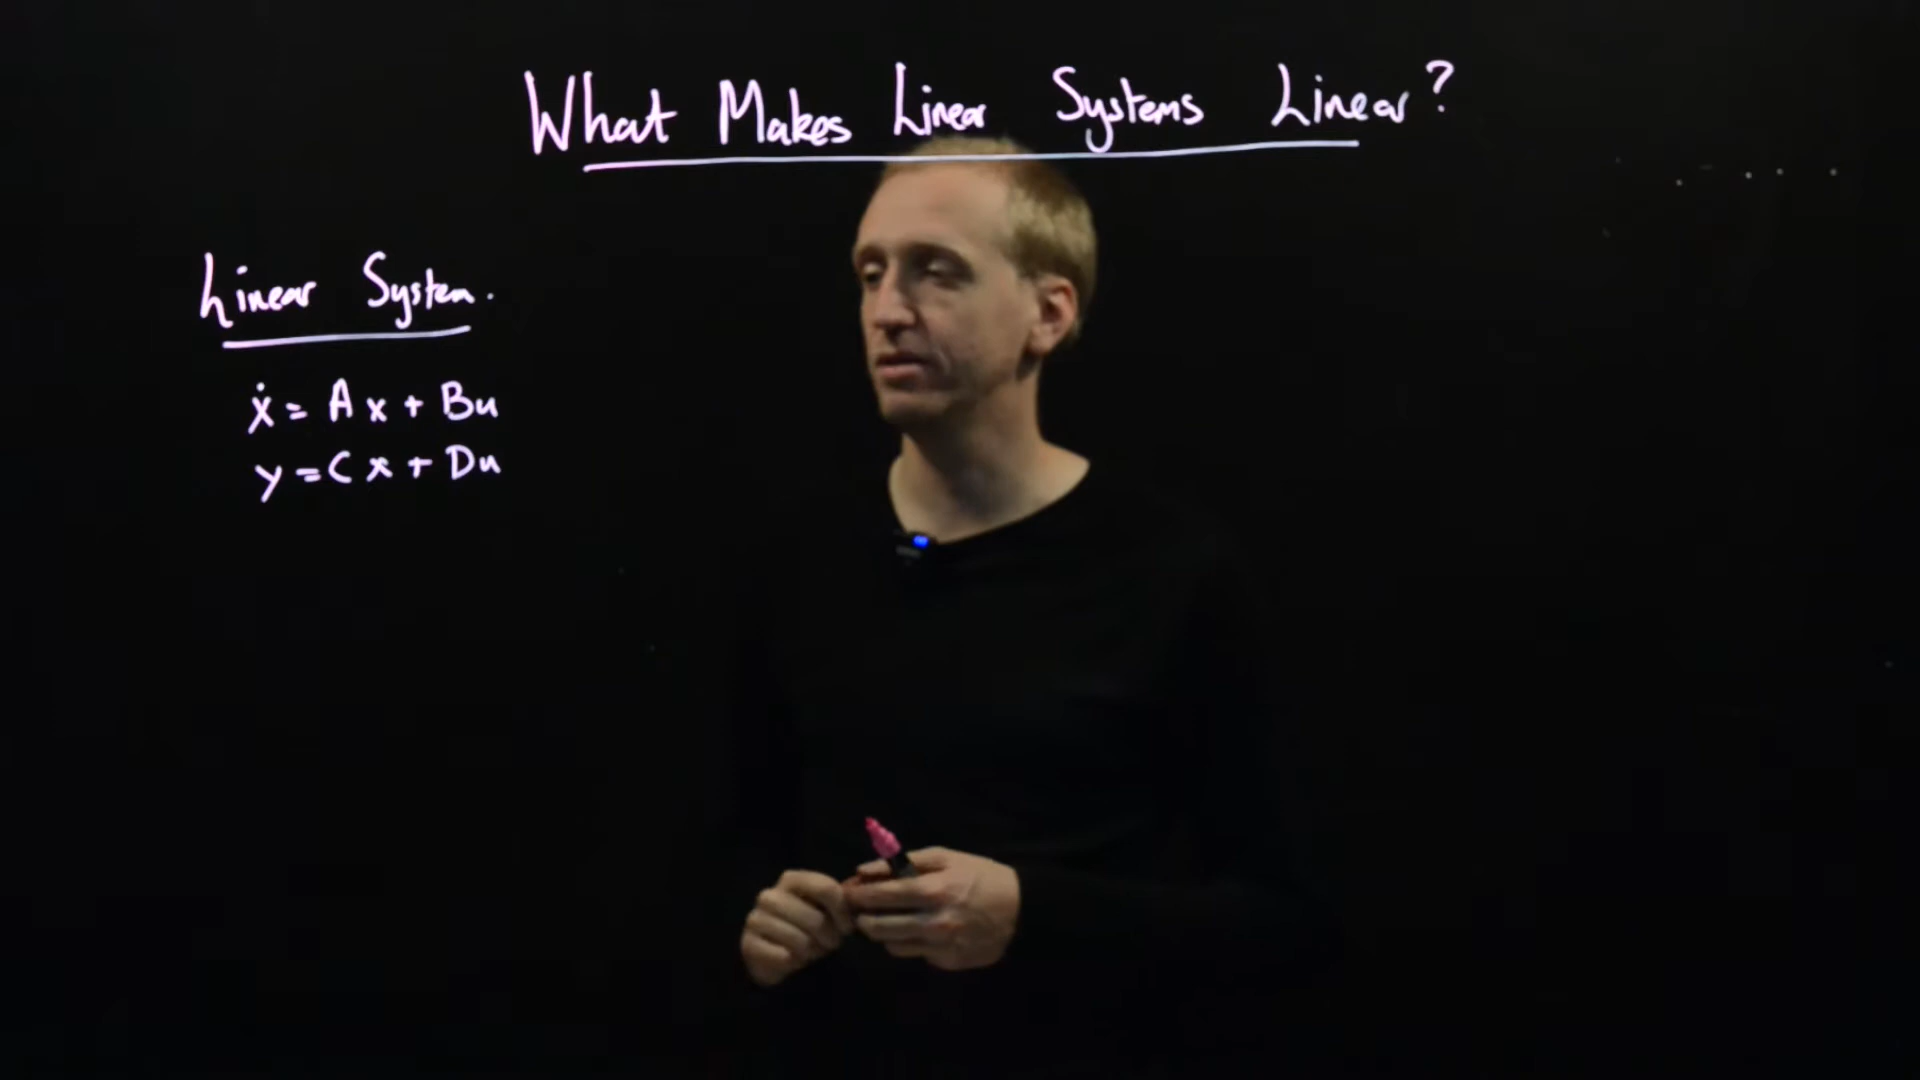 What Makes Linear Systems Linear?
Linear System.
ẋ = Ax + Bu
y = Cx + Du